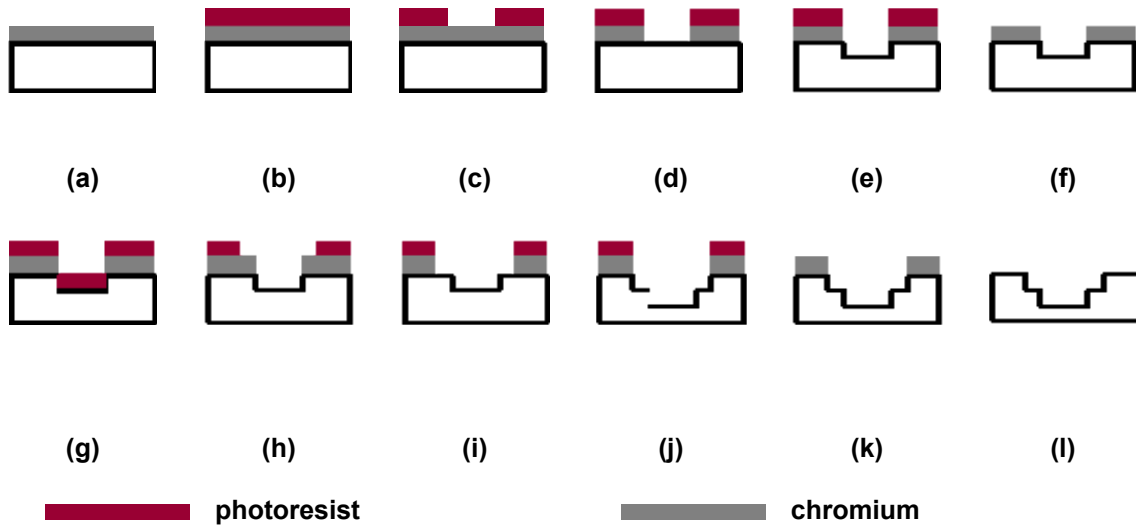 (a) (b) (c) (d) (e) (f)
(g) (h) (i) (j) (k) (l)
photoresist chromium